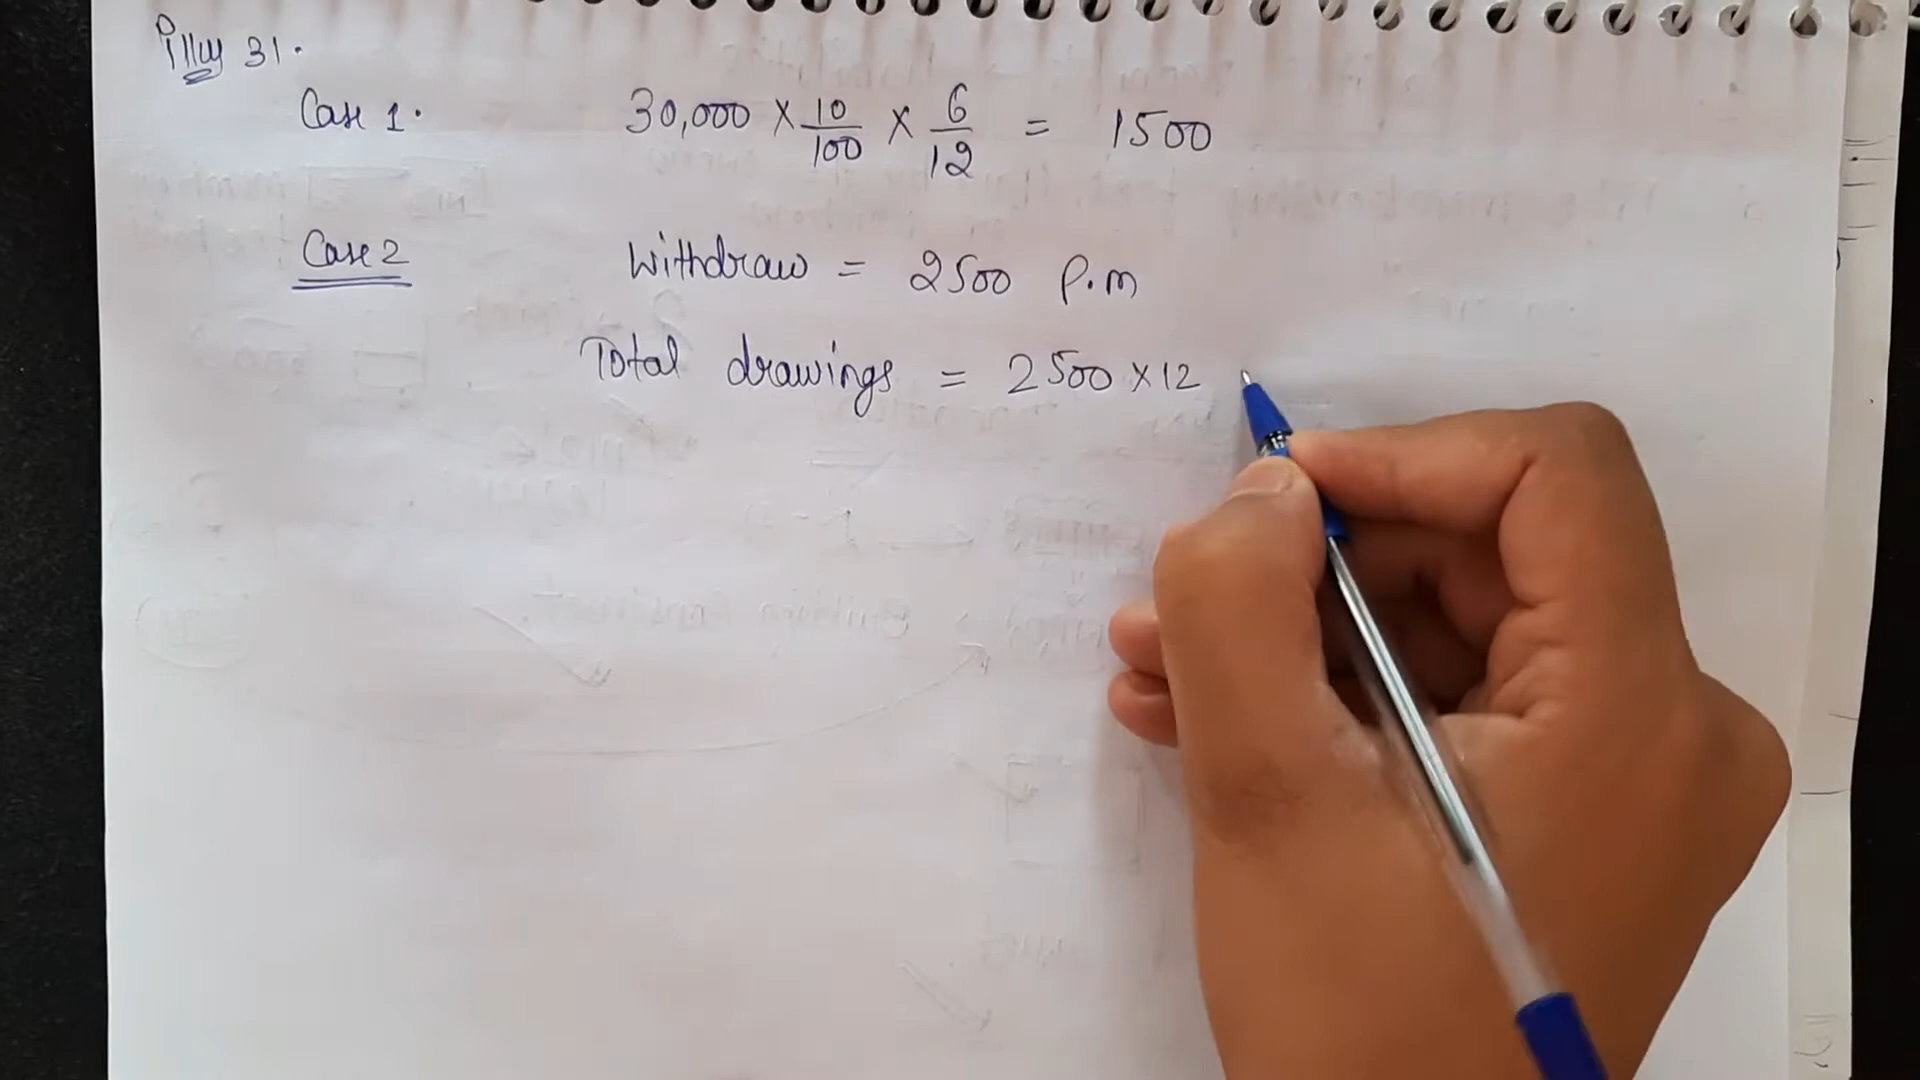 illus 31.
Case 1. 30,000 × 10/100 × 6/12 = 1500
Case 2 Withdraw = 2500 P.m
Total drawings = 2500 × 12